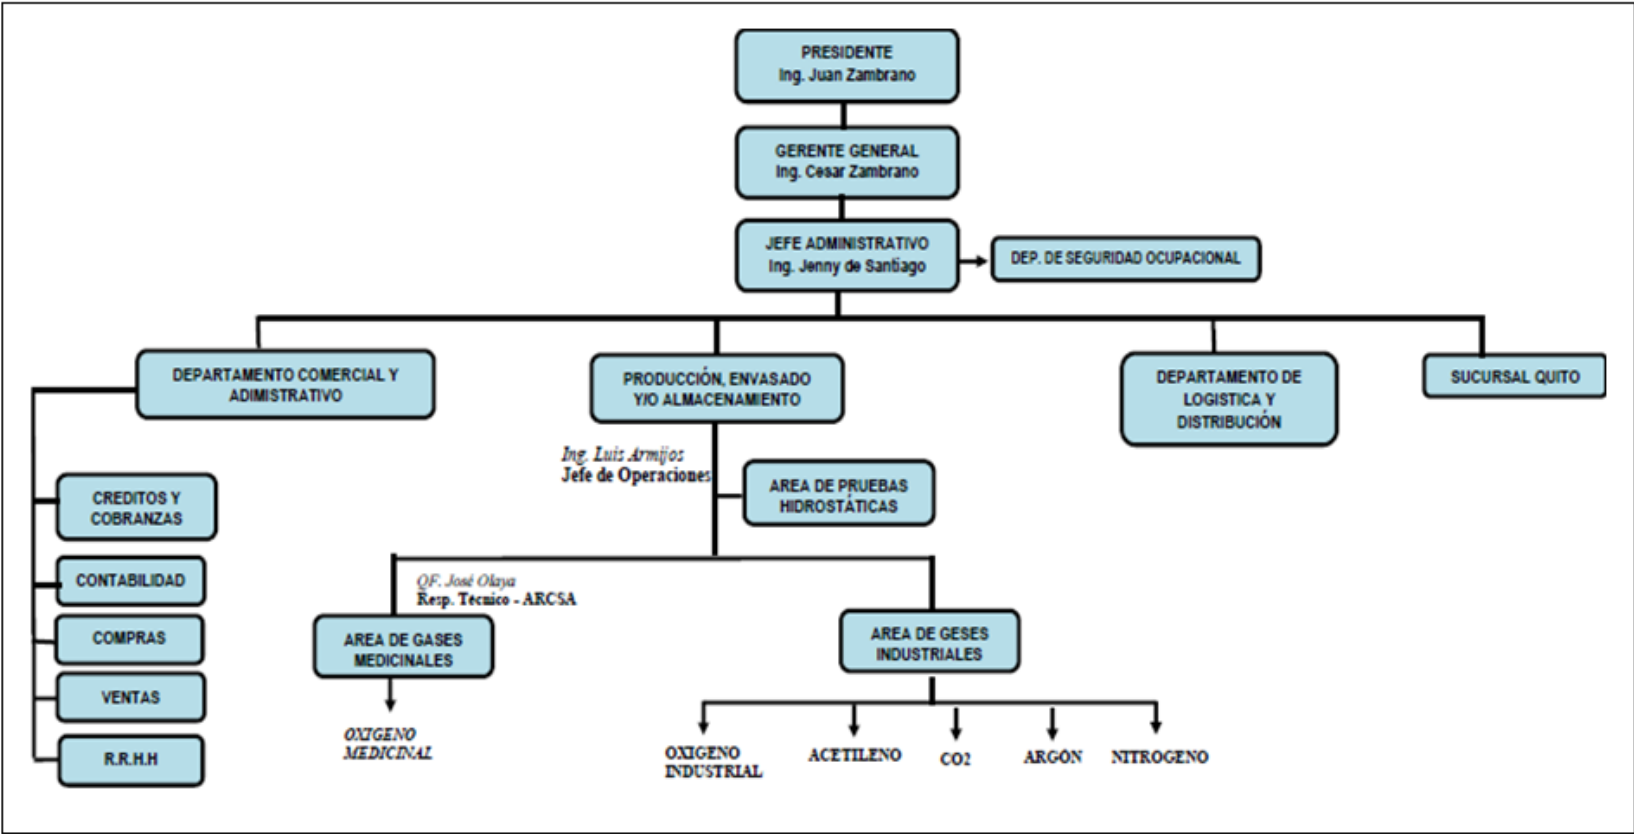 PRESIDENTE
Ing. Juan Zambrano
GERENTE GENERAL
Ing. Cesar Zambrano
JEFE ADMINISTRATIVO
Ing. Jenny de Santiago
DEP. DE SEGURIDAD OCUPACIONAL
DEPARTAMENTO COMERCIAL Y
ADIMISTRATIVO
PRODUCCIÓN, ENVASADO
Y/O ALMACENAMIENTO
DEPARTAMENTO DE
LOGISTICA Y
DISTRIBUCIÓN
SUCURSAL QUITO
Ing. Luis Armijos
Jefe de Operaciones
AREA DE PRUEBAS
HIDROSTÁTICAS
CREDITOS Y
COBRANZAS
CONTABILIDAD
COMPRAS
VENTAS
R.R.H.H
QF. José Olaya
Resp. Técnico - ARCSA
AREA DE GASES
MEDICINALES
AREA DE GESES
INDUSTRIALES
OXIGENO
MEDICINAL
OXIGENO
INDUSTRIAL
ACETILENO
CO2
ARGÓN
NITROGENO